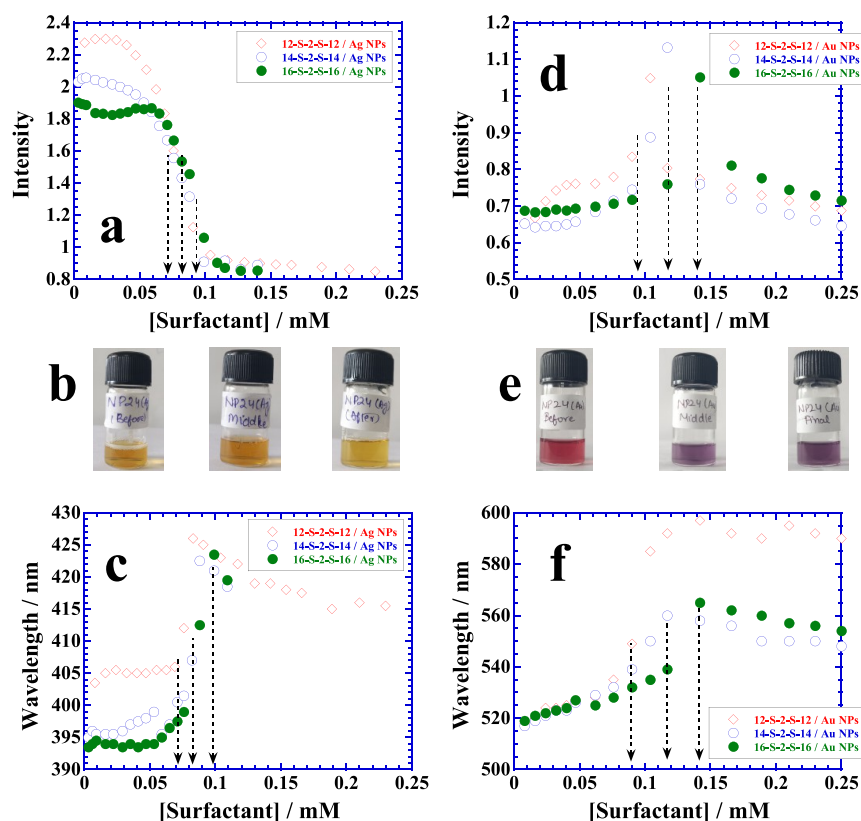 2.4
2.2
2
1.8
1.6
1.4
1.2
1
0.8
Intensity
12-S-2-S-12 / Ag NPs
14-S-2-S-14 / Ag NPs
16-S-2-S-16 / Ag NPs
a
0 0.05 0.1 0.15 0.2 0.25
[Surfactant] / mM
1.2
1.1
1
0.9
0.8
0.7
0.6
0.5
Intensity
12-S-2-S-12 / Au NPs
14-S-2-S-14 / Au NPs
16-S-2-S-16 / Au NPs
d
0 0.05 0.1 0.15 0.2 0.25
[Surfactant] / mM
b
NP24(Ag)
Before
NP24(Ag)
Middle
NP24(Ag)
(After)
e
NP24(Au)
Before
NP24(Au)
Middle
NP24(Au)
Final
430
425
420
415
410
405
400
395
390
Wavelength / nm
12-S-2-S-12 / Ag NPs
14-S-2-S-14 / Ag NPs
16-S-2-S-16 / Ag NPs
c
0 0.05 0.1 0.15 0.2 0.25
[Surfactant] / mM
600
580
560
540
520
500
Wavelength / nm
f
12-S-2-S-12 / Au NPs
14-S-2-S-14 / Au NPs
16-S-2-S-16 / Au NPs
0 0.05 0.1 0.15 0.2 0.25
[Surfactant] / mM